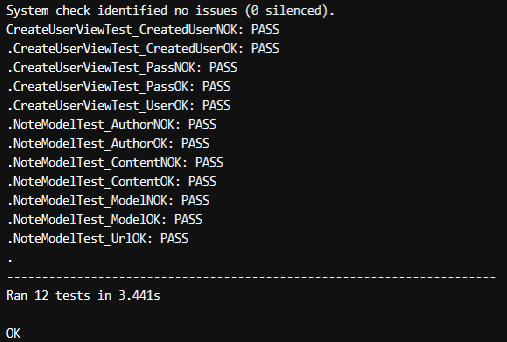 System check identified no issues (0 silenced).
CreateUserViewTest_CreatedUserNOK: PASS
.CreateUserViewTest_CreatedUserOK: PASS
.CreateUserViewTest_PassNOK: PASS
.CreateUserViewTest_PassOK: PASS
.CreateUserViewTest_UserOK: PASS
.NoteModelTest_AuthorNOK: PASS
.NoteModelTest_AuthorOK: PASS
.NoteModelTest_ContentNOK: PASS
.NoteModelTest_ContentOK: PASS
.NoteModelTest_ModelNOK: PASS
.NoteModelTest_ModelOK: PASS
.NoteModelTest_UrlOK: PASS
.
----------------------------------------------------------------------
Ran 12 tests in 3.441s
OK